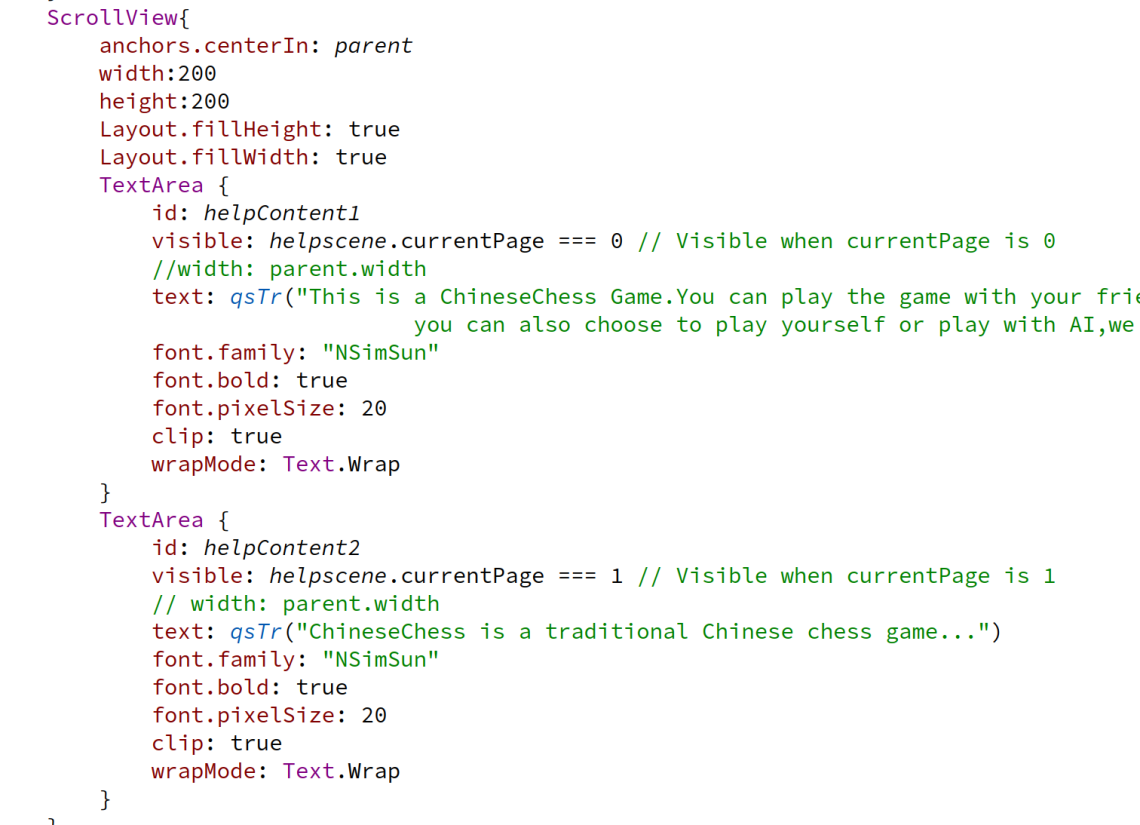 ScrollView{
    anchors.centerIn: parent
    width:200
    height:200
    Layout.fillHeight: true
    Layout.fillWidth: true
    TextArea {
        id: helpContent1
        visible: helpscene.currentPage === 0 // Visible when currentPage is 0
        //width: parent.width
        text: qsTr("This is a ChineseChess Game.You can play the game with your
                            you can also choose to play yourself or play with AI,we
        font.family: "NSimSun"
        font.bold: true
        font.pixelSize: 20
        clip: true
        wrapMode: Text.Wrap
    }
    TextArea {
        id: helpContent2
        visible: helpscene.currentPage === 1 // Visible when currentPage is 1
        // width: parent.width
        text: qsTr("ChineseChess is a traditional Chinese chess game...")
        font.family: "NSimSun"
        font.bold: true
        font.pixelSize: 20
        clip: true
        wrapMode: Text.Wrap
    }